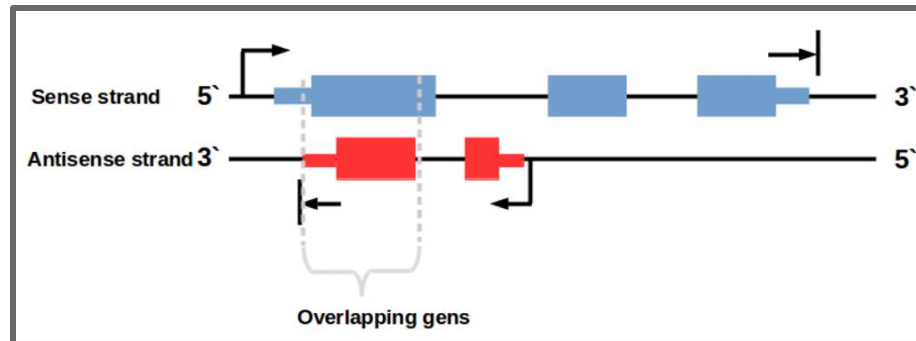 Sense strand 5` 3`
Antisense strand 3` 5`
Overlapping gens